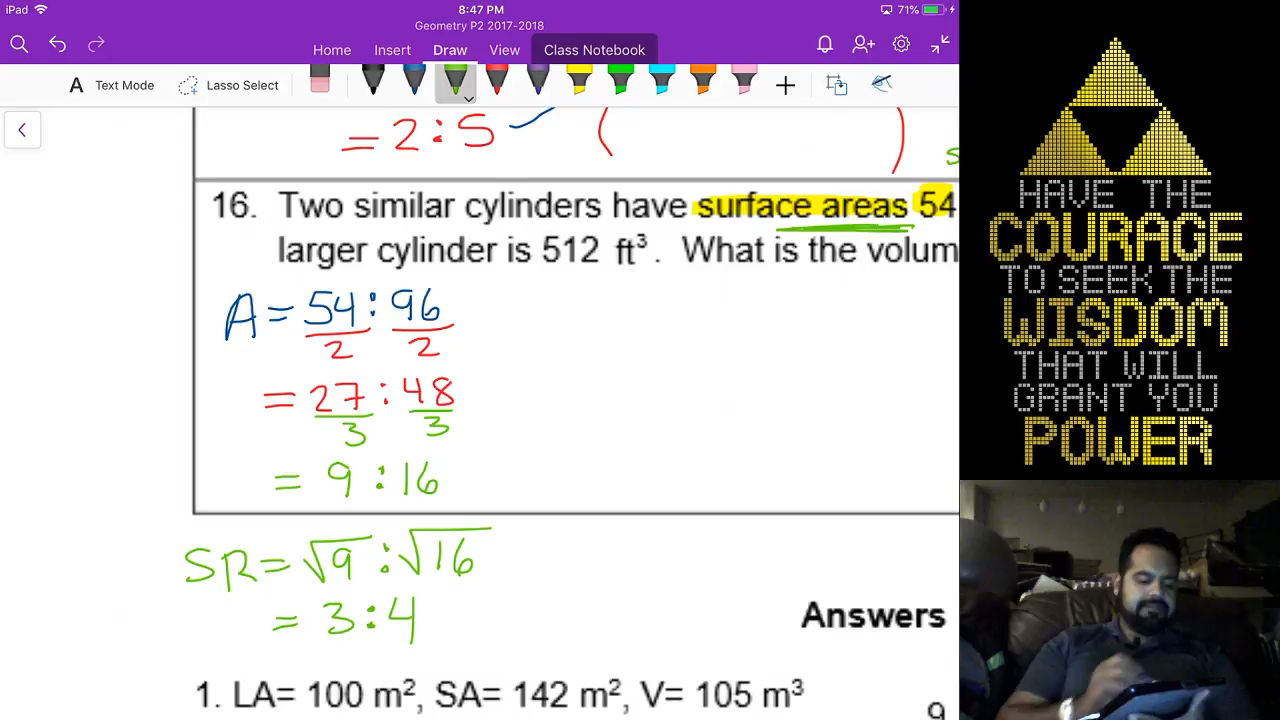 iPad 8:47 PM 71%
Geometry P2 2017-2018
Home Insert Draw View Class Notebook
A Text Mode Lasso Select
= 2 : 5 ( )
16. Two similar cylinders have surface areas 54
larger cylinder is 512 ft³. What is the volum
A = 54 : 96
2 2
= 27 : 48
3 3
= 9 : 16
SR = √9 : √16
= 3 : 4
Answers
1. LA= 100 m², SA= 142 m², V= 105 m³
9
HAVE THE
COURAGE
TO SEEK THE
WISDOM
THAT WILL
GRANT YOU
POWER